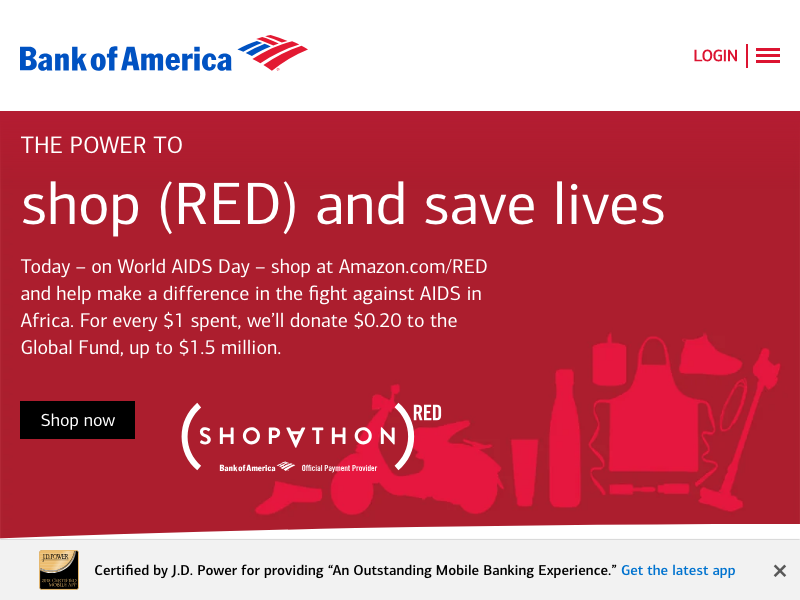 Bank of America
LOGIN
THE POWER TO
shop (RED) and save lives
Today – on World AIDS Day – shop at Amazon.com/RED
and help make a difference in the fight against AIDS in
Africa. For every $1 spent, we’ll donate $0.20 to the
Global Fund, up to $1.5 million.
Shop now
(SHOPATHON)RED
Bank of America Official Payment Provider
J.D. POWER
2018 CERTIFIED
MOBILE APP
Certified by J.D. Power for providing “An Outstanding Mobile Banking Experience.” Get the latest app